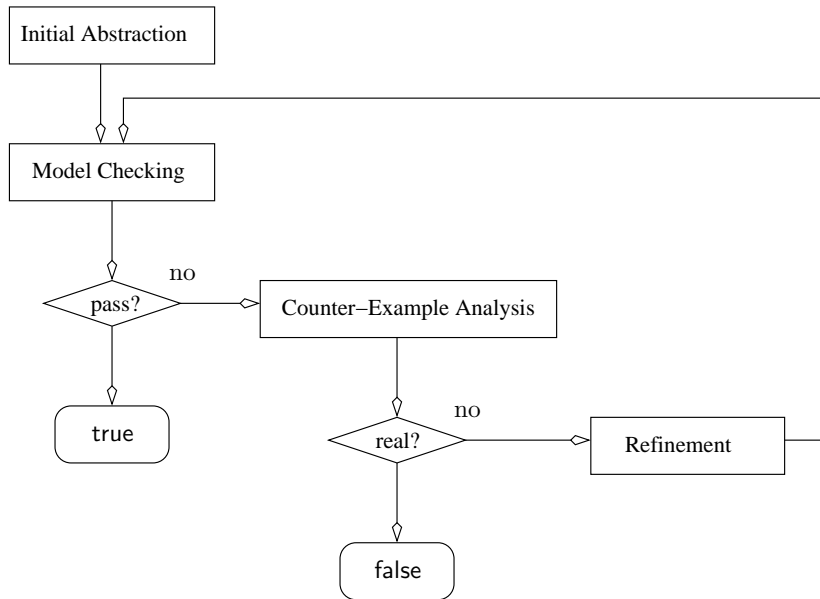 Initial Abstraction
Model Checking
no
pass?
Counter–Example Analysis
true
no
real?
Refinement
false